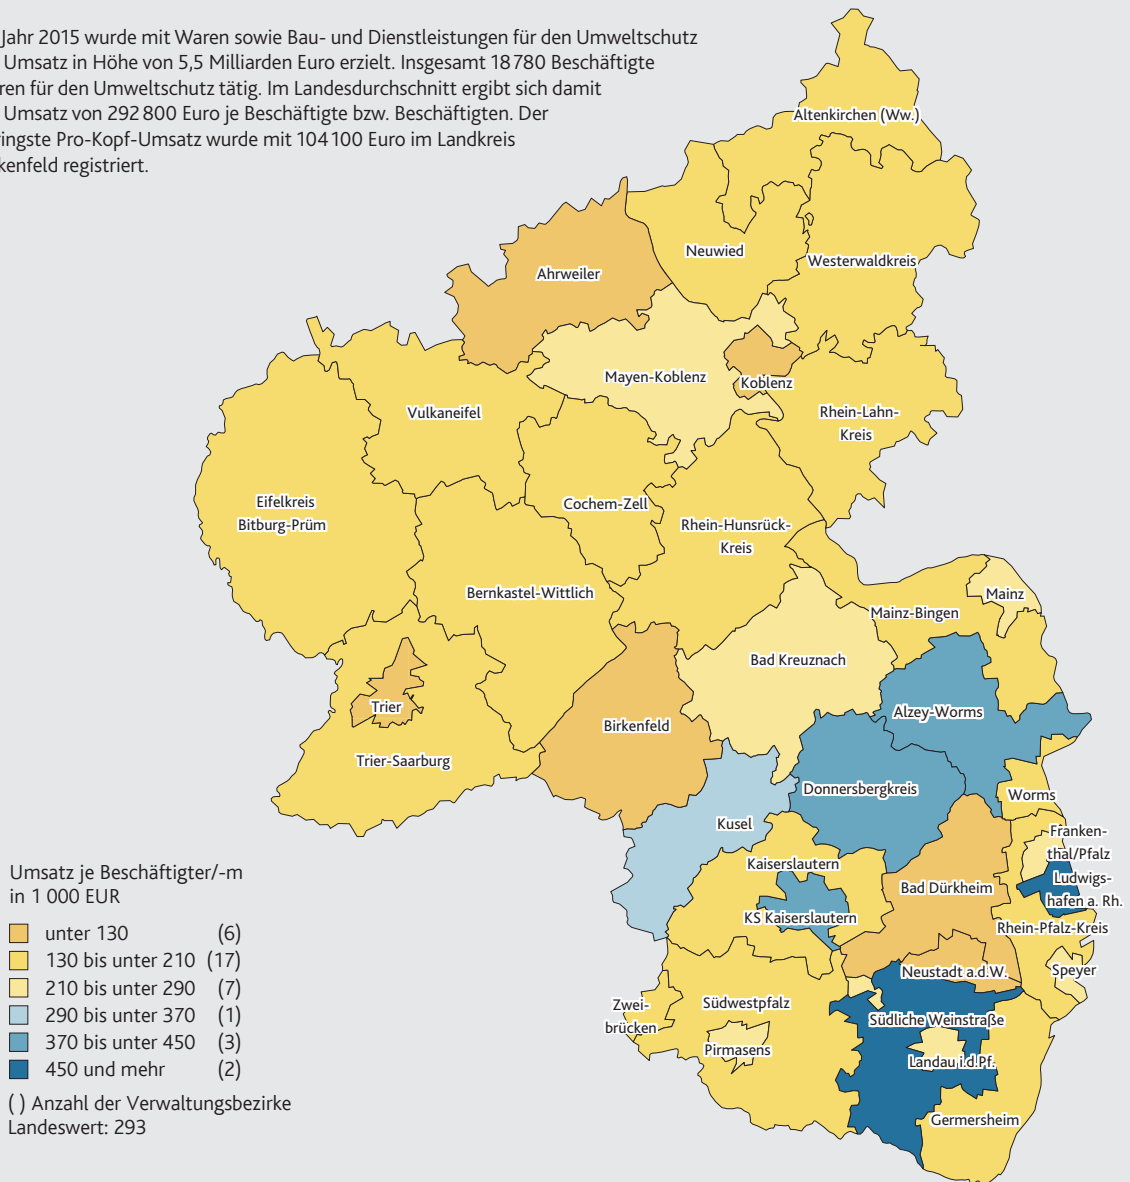 Jahr 2015 wurde mit Waren sowie Bau- und Dienstleistungen für den Umweltschutz
Umsatz in Höhe von 5,5 Milliarden Euro erzielt. Insgesamt 18 780 Beschäftigte
ren für den Umweltschutz tätig. Im Landesdurchschnitt ergibt sich damit
Umsatz von 292 800 Euro je Beschäftigte bzw. Beschäftigten. Der
ringste Pro-Kopf-Umsatz wurde mit 104 100 Euro im Landkreis
kenfeld registriert.
Altenkirchen (Ww.)
Neuwied
Westerwaldkreis
Ahrweiler
Mayen-Koblenz
Koblenz
Vulkaneifel
Rhein-Lahn-
Kreis
Eifelkreis
Bitburg-Prüm
Cochem-Zell
Rhein-Hunsrück-
Kreis
Bernkastel-Wittlich
Mainz
Mainz-Bingen
Bad Kreuznach
Trier
Alzey-Worms
Birkenfeld
Trier-Saarburg
Donnersbergkreis
Worms
Kusel
Franken-
thal/Pfalz
Kaiserslautern
Ludwigs-
hafen a. Rh.
Bad Dürkheim
KS Kaiserslautern
Rhein-Pfalz-Kreis
Neustadt a.d.W.
Speyer
Zwei-
brücken
Südwestpfalz
Südliche Weinstraße
Pirmasens
Landau i.d.Pf.
Germersheim
Umsatz je Beschäftigter/-m
in 1 000 EUR
unter 130 (6)
130 bis unter 210 (17)
210 bis unter 290 (7)
290 bis unter 370 (1)
370 bis unter 450 (3)
450 und mehr (2)
( ) Anzahl der Verwaltungsbezirke
Landeswert: 293